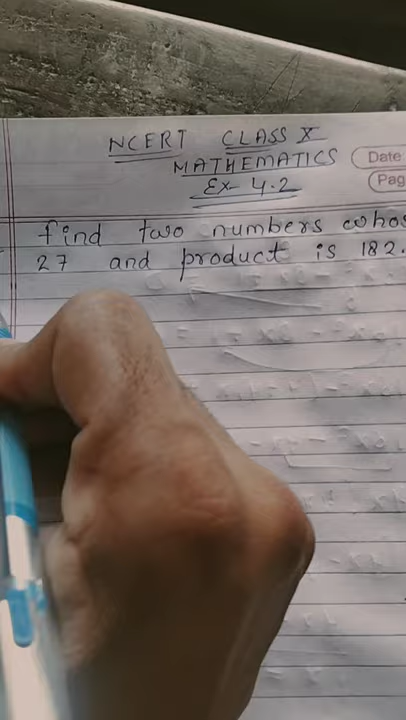 NCERT CLASS X
MATHEMATICS
Ex 4.2
Date
Pag
find two numbers whos
27 and product is 182.